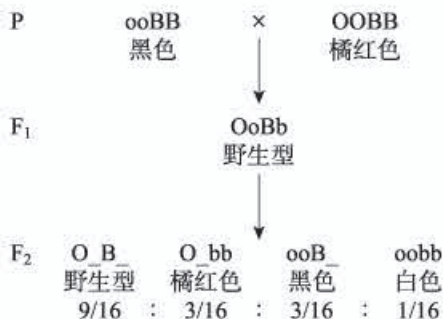 P ooBB × OOBB
黑色 橘红色
F₁ OoBb
野生型
F₂ O_B_ O_bb ooB_ oobb
野生型 橘红色 黑色 白色
9/16 : 3/16 : 3/16 : 1/16